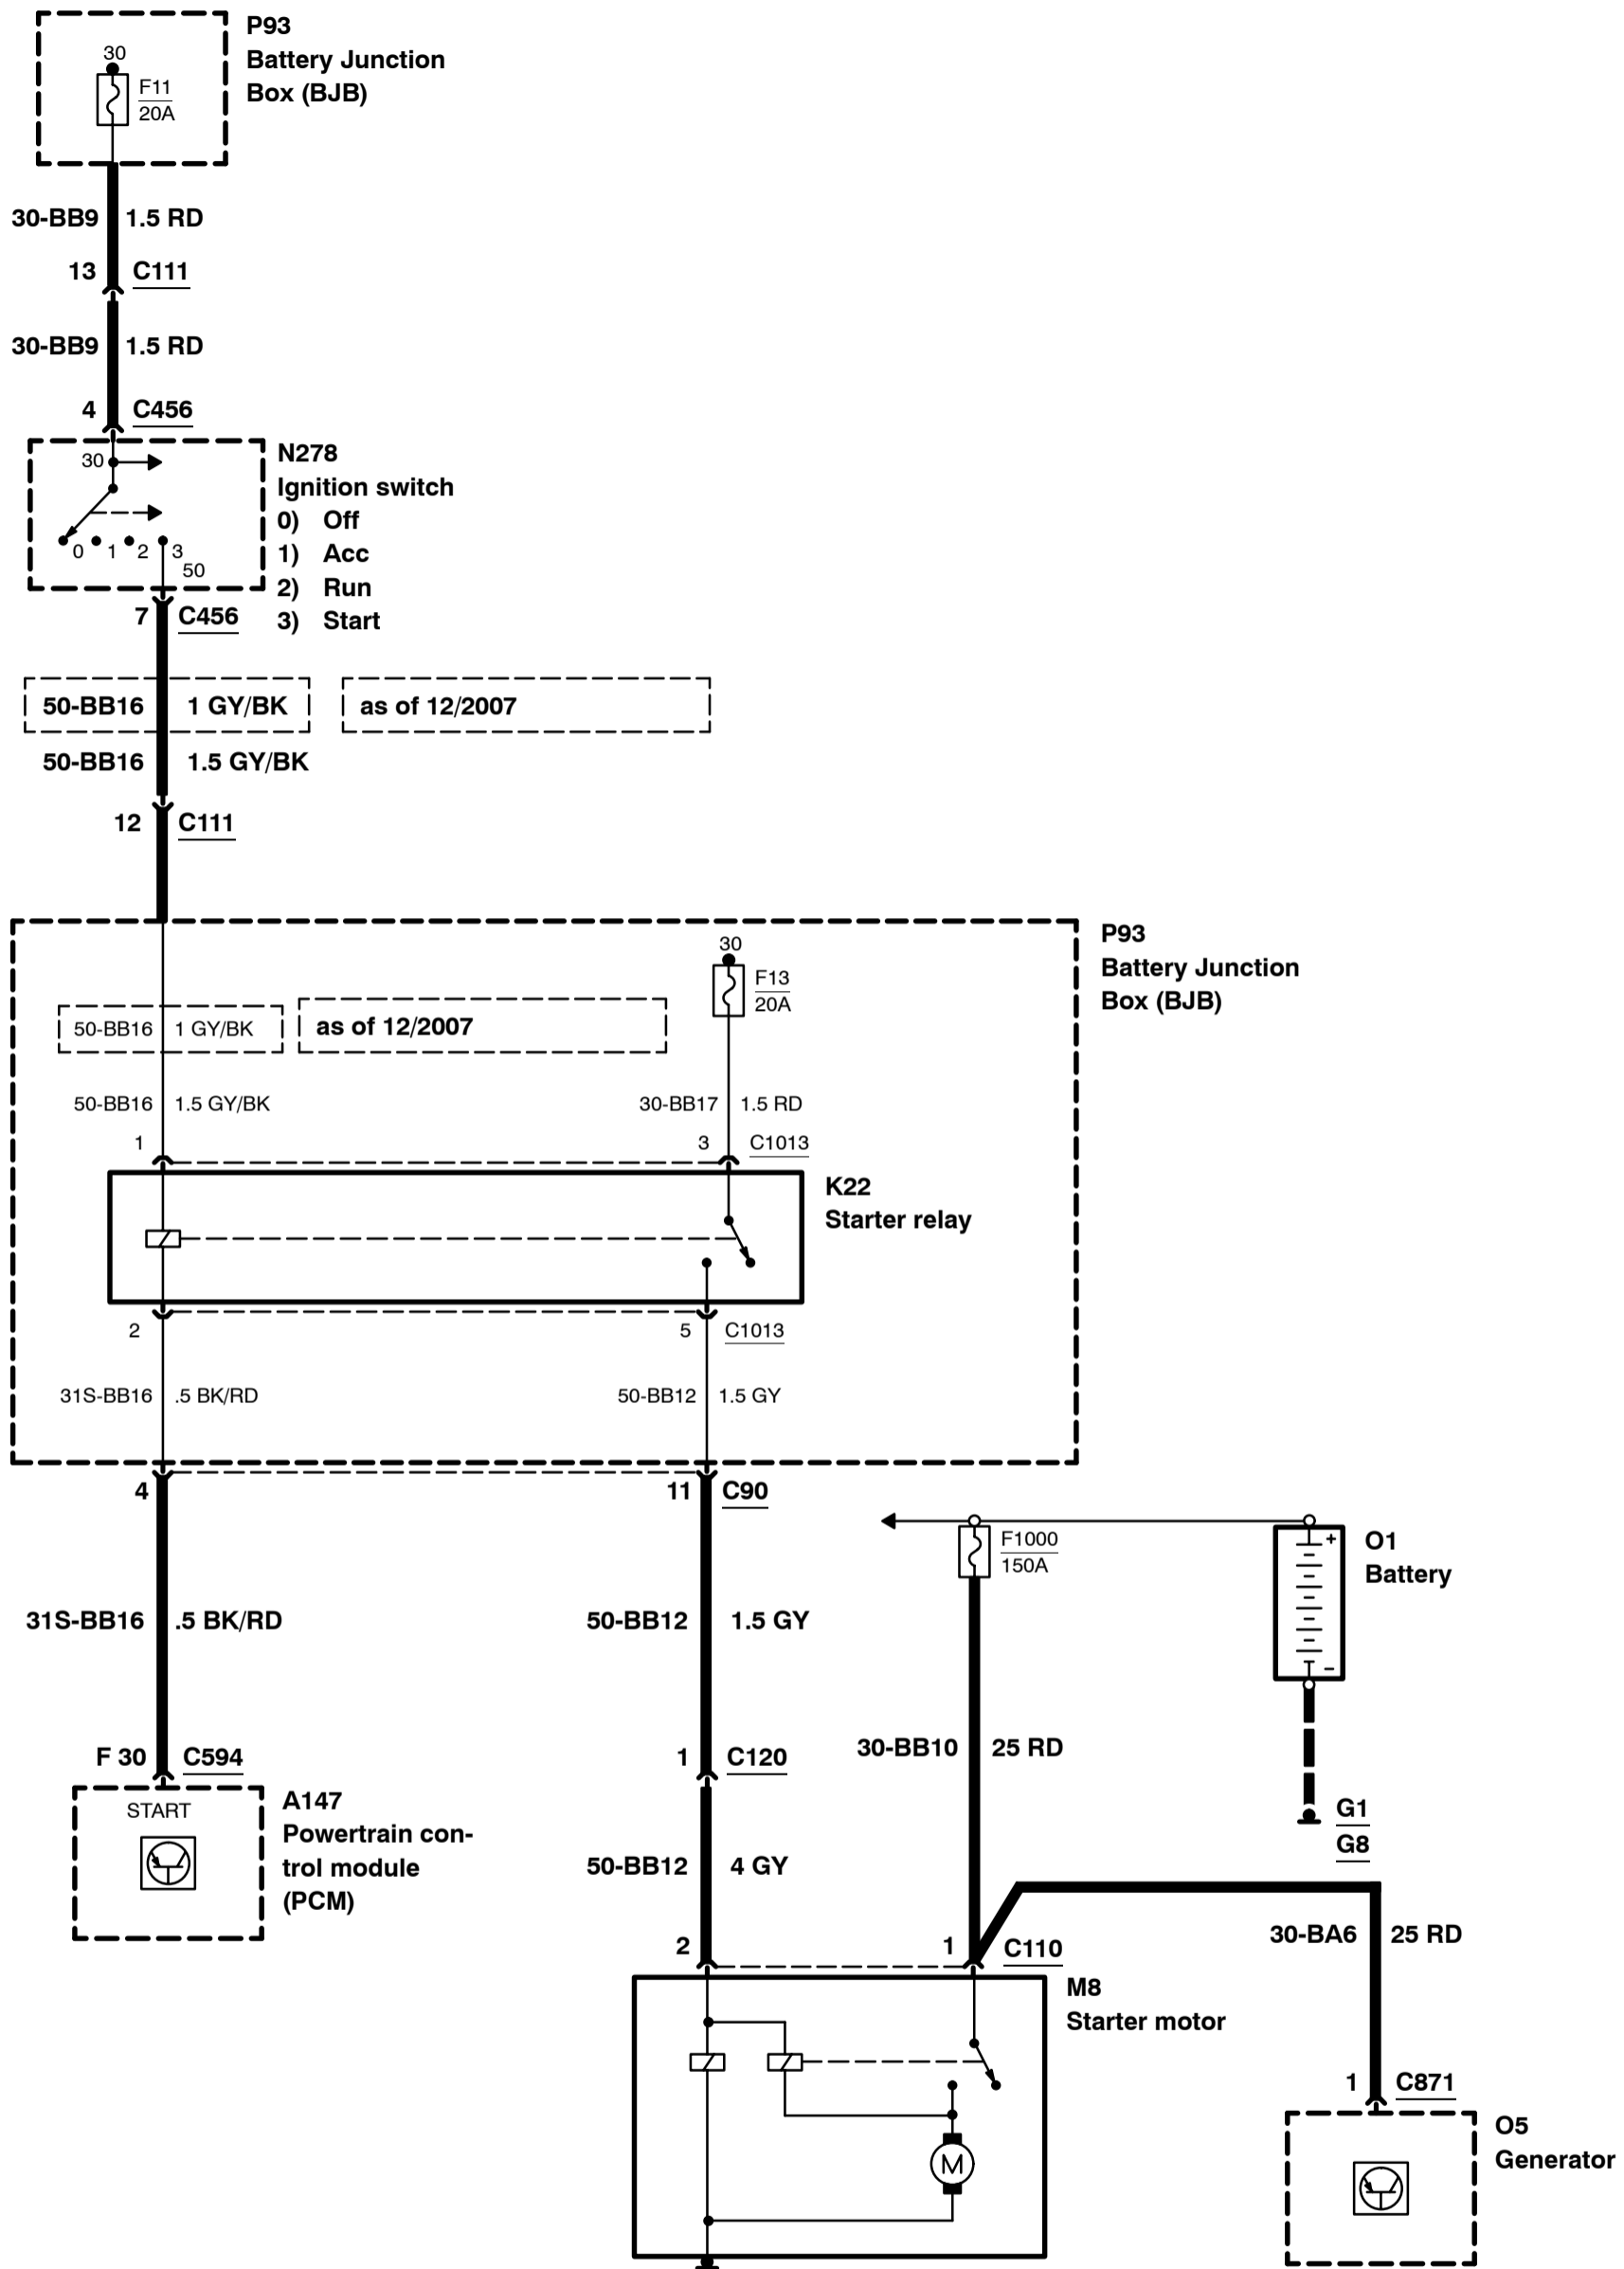 P93
Battery Junction
Box (BJB)
30
F11
20A
30-BB9 1.5 RD
13 C111
30-BB9 1.5 RD
4 C456
N278
Ignition switch
0) Off
1) Acc
2) Run
3) Start
30
0 1 2 3
50
7 C456
50-BB16 1 GY/BK as of 12/2007
50-BB16 1.5 GY/BK
12 C111
P93
Battery Junction
Box (BJB)
30
F13
20A
50-BB16 1 GY/BK as of 12/2007
50-BB16 1.5 GY/BK 30-BB17 1.5 RD
1 3 C1013
K22
Starter relay
2 5 C1013
31S-BB16 .5 BK/RD 50-BB12 1.5 GY
4 11 C90
F1000
150A
+
−
O1
Battery
31S-BB16 .5 BK/RD 50-BB12 1.5 GY
F 30 C594 1 C120 30-BB10 25 RD
START
A147
Powertrain con-
trol module
(PCM)
G1
G8
50-BB12 4 GY
30-BA6 25 RD
2 1 C110
M8
Starter motor
M
1 C871
O5
Generator